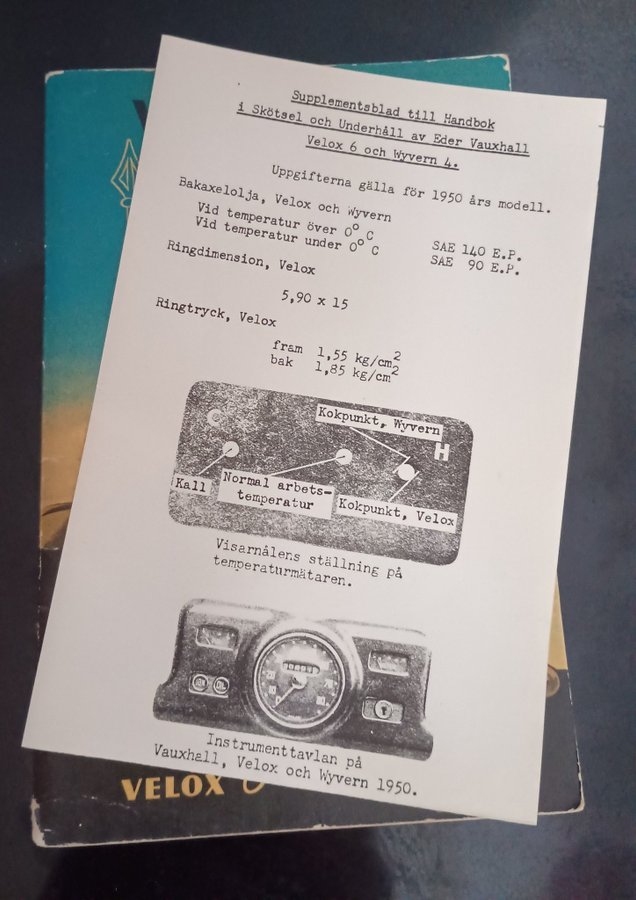 Supplementsblad till Handbok
i Skötsel och Underhåll av Eder Vauxhall
Velox 6 och Wyvern 4.
Uppgifterna gälla för 1950 års modell.
Bakaxelolja, Velox och Wyvern
Vid temperatur över 0° C SAE 140 E.P.
Vid temperatur under 0° C SAE 90 E.P.
Ringdimension, Velox
5,90 x 15
Ringtryck, Velox
fram 1,55 kg/cm²
bak 1,85 kg/cm²
Kokpunkt, Wyvern
C
H
Kall
Normal arbets-
temperatur
Kokpunkt, Velox
Visarnålens ställning på
temperaturmätaren.
Instrumenttavlan på
Vauxhall, Velox och Wyvern 1950.
VELOX